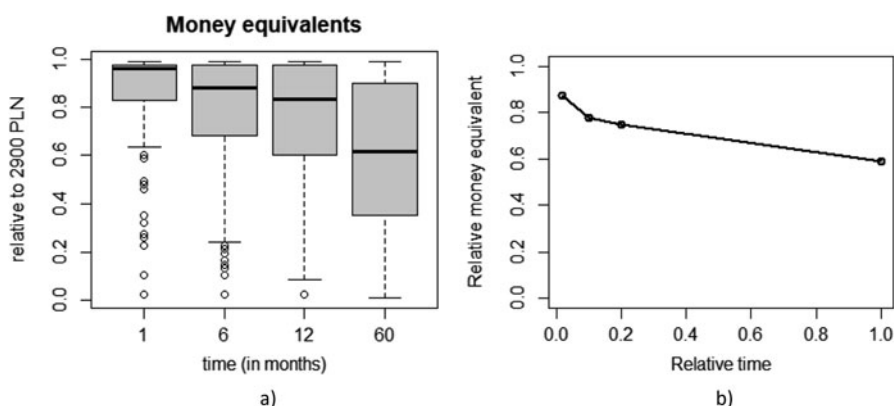 Money equivalents
relative to 2900 PLN
1.0
0.8
0.6
0.4
0.2
0.0
1 6 12 60
time (in months)
a)
Relative money equivalent
1.0
0.8
0.6
0.4
0.2
0.0
0.0 0.2 0.4 0.6 0.8 1.0
Relative time
b)